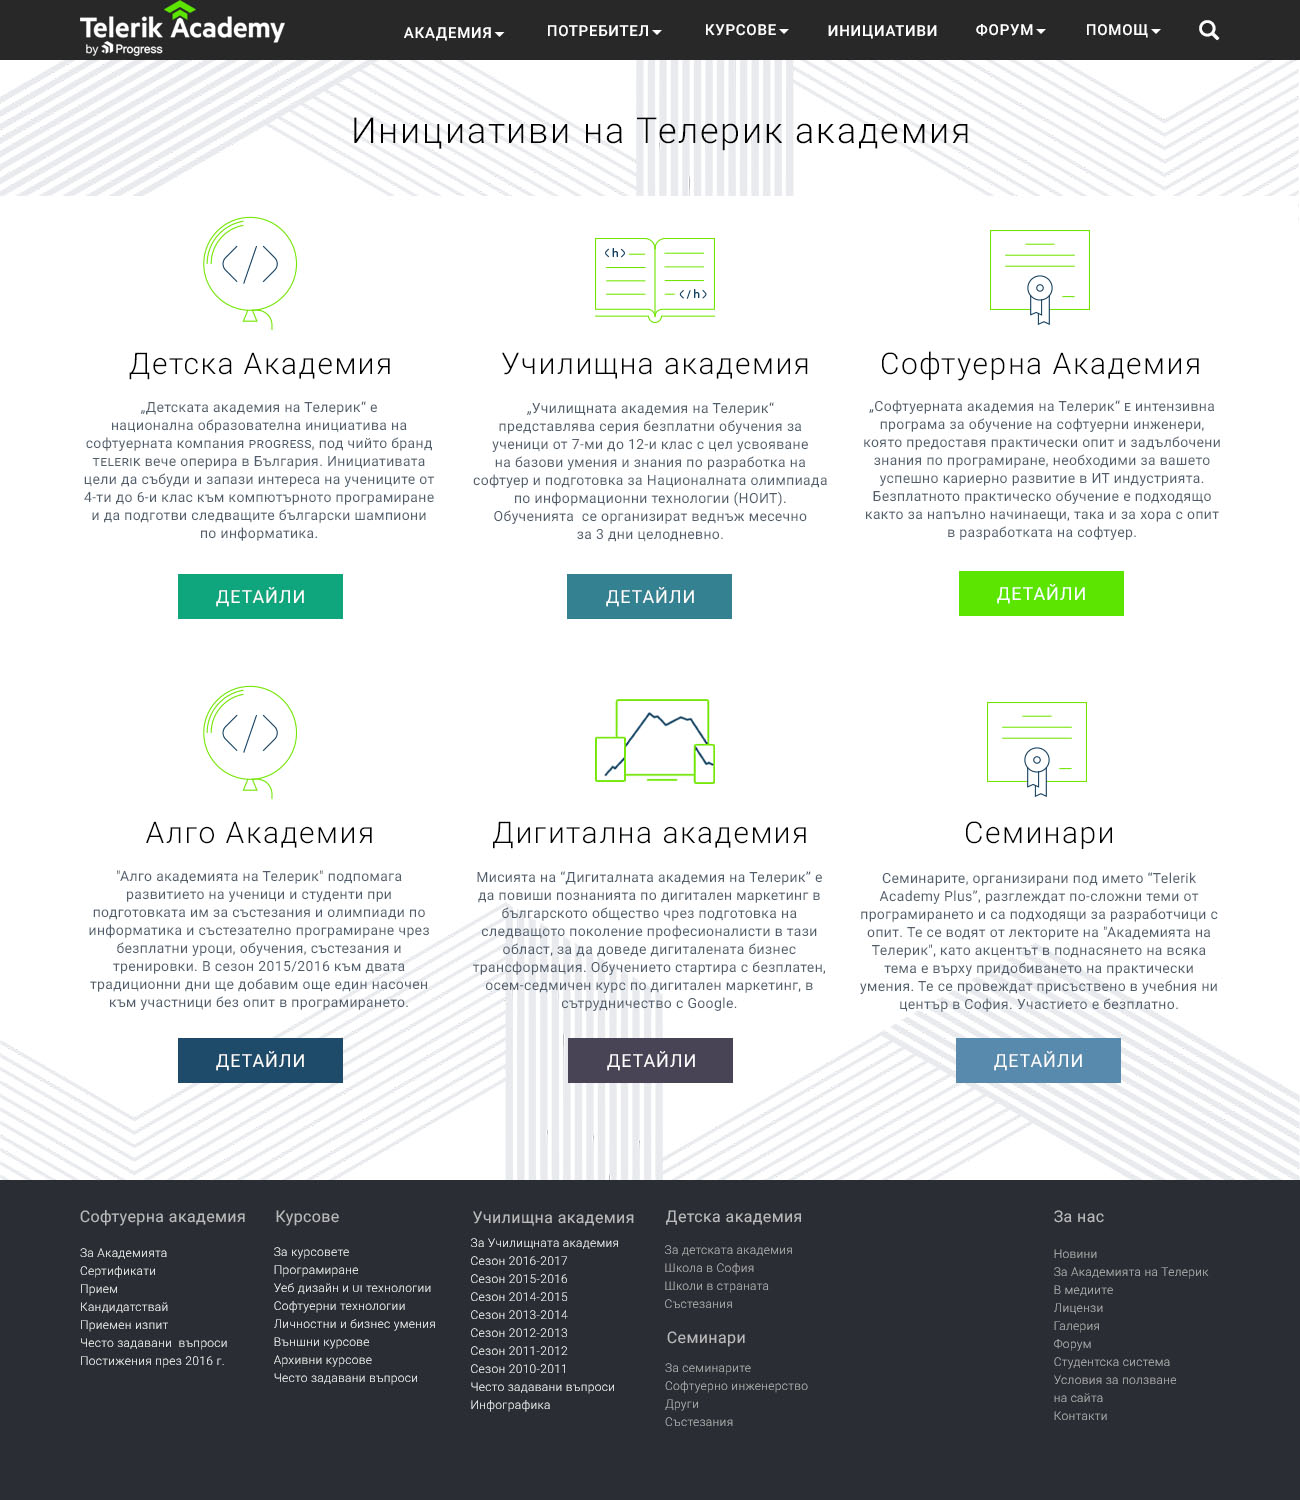 Telerik Academy
by Progress
АКАДЕМИЯ
ПОТРЕБИТЕЛ
КУРСОВЕ
ИНИЦИАТИВИ
ФОРУМ
ПОМОЩ
Инициативи на Телерик академия
<h>
</h>
Детска Академия
„Детската академия на Телерик“ е
национална образователна инициатива на
софтуерната компания PROGRESS, под чийто бранд
TELERIK вече оперира в България. Инициативата
цели да събуди и запази интереса на учениците от
4-ти до 6-и клас към компютърното програмиране
и да подготви следващите български шампиони
по информатика.
ДЕТАЙЛИ
Училищна академия
„Училищната академия на Телерик“
представлява серия безплатни обучения за
ученици от 7-ми до 12-и клас с цел усвояване
на базови умения и знания по разработка на
софтуер и подготовка за Националната олимпиада
по информационни технологии (НОИТ).
Обученията  се организират веднъж месечно
за 3 дни целодневно.
ДЕТАЙЛИ
Софтуерна Академия
„Софтуерната академия на Телерик“ Е интензивна
програма за обучение на софтуерни инженери,
която предоставя практически опит и задълбочени
знания по програмиране, необходими за вашето
успешно кариерно развитие в ИТ индустрията.
Безплатното практическо обучение е подходящо
както за напълно начинаещи, така и за хора с опит
в разработката на софтуер.
ДЕТАЙЛИ
Алго Академия
"Алго академията на Телерик" подпомага
развитието на ученици и студенти при
подготовката им за състезания и олимпиади по
информатика и състезателно програмиране чрез
безплатни уроци, обучения, състезания и
тренировки. В сезон 2015/2016 към двата
традиционни дни ще добавим още един насочен
към участници без опит в програмирането.
ДЕТАЙЛИ
Дигитална академия
Мисията на “Дигиталната академия на Телерик” е
да повиши познанията по дигитален маркетинг в
българското общество чрез подготовка на
следващото поколение професионалисти в тази
област, за да доведе дигиталената бизнес
трансформация. Обучението стартира с безплатен,
осем-седмичен курс по дигитален маркетинг, в
сътрудничество с Google.
ДЕТАЙЛИ
Семинари
Семинарите, организирани под името “Telerik
Academy Plus”, разглеждат по-сложни теми от
програмирането и са подходящи за разработчици с
опит. Те се водят от лекторите на "Академията на
Телерик", като акцентът в поднасянето на всяка
тема е върху придобиването на практически
умения. Те се провеждат присъствено в учебния ни
център в София. Участието е безплатно.
ДЕТАЙЛИ
Софтуерна академия
За Академията
Сертификати
Прием
Кандидатствай
Приемен изпит
Често задавани  въпроси
Постижения през 2016 г.
Курсове
За курсовете
Програмиране
Уеб дизайн и UI технологии
Софтуерни технологии
Личностни и бизнес умения
Външни курсове
Архивни курсове
Често задавани въпроси
Училищна академия
За Училищната академия
Сезон 2016-2017
Сезон 2015-2016
Сезон 2014-2015
Сезон 2013-2014
Сезон 2012-2013
Сезон 2011-2012
Сезон 2010-2011
Често задавани въпроси
Инфографика
Детска академия
За детската академия
Школа в София
Школи в страната
Състезания
Семинари
За семинарите
Софтуерно инженерство
Други
Състезания
За нас
Новини
За Академията на Телерик
В медиите
Лицензи
Галерия
Форум
Студентска система
Условия за ползване
на сайта
Контакти